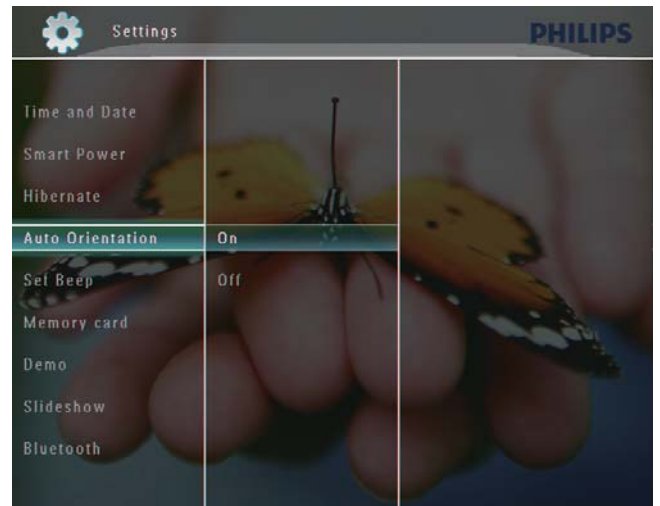 Settings
PHILIPS
Time and Date
Smart Power
Hibernate
Auto Orientation
On
Set Beep
Off
Memory card
Demo
Slideshow
Bluetooth